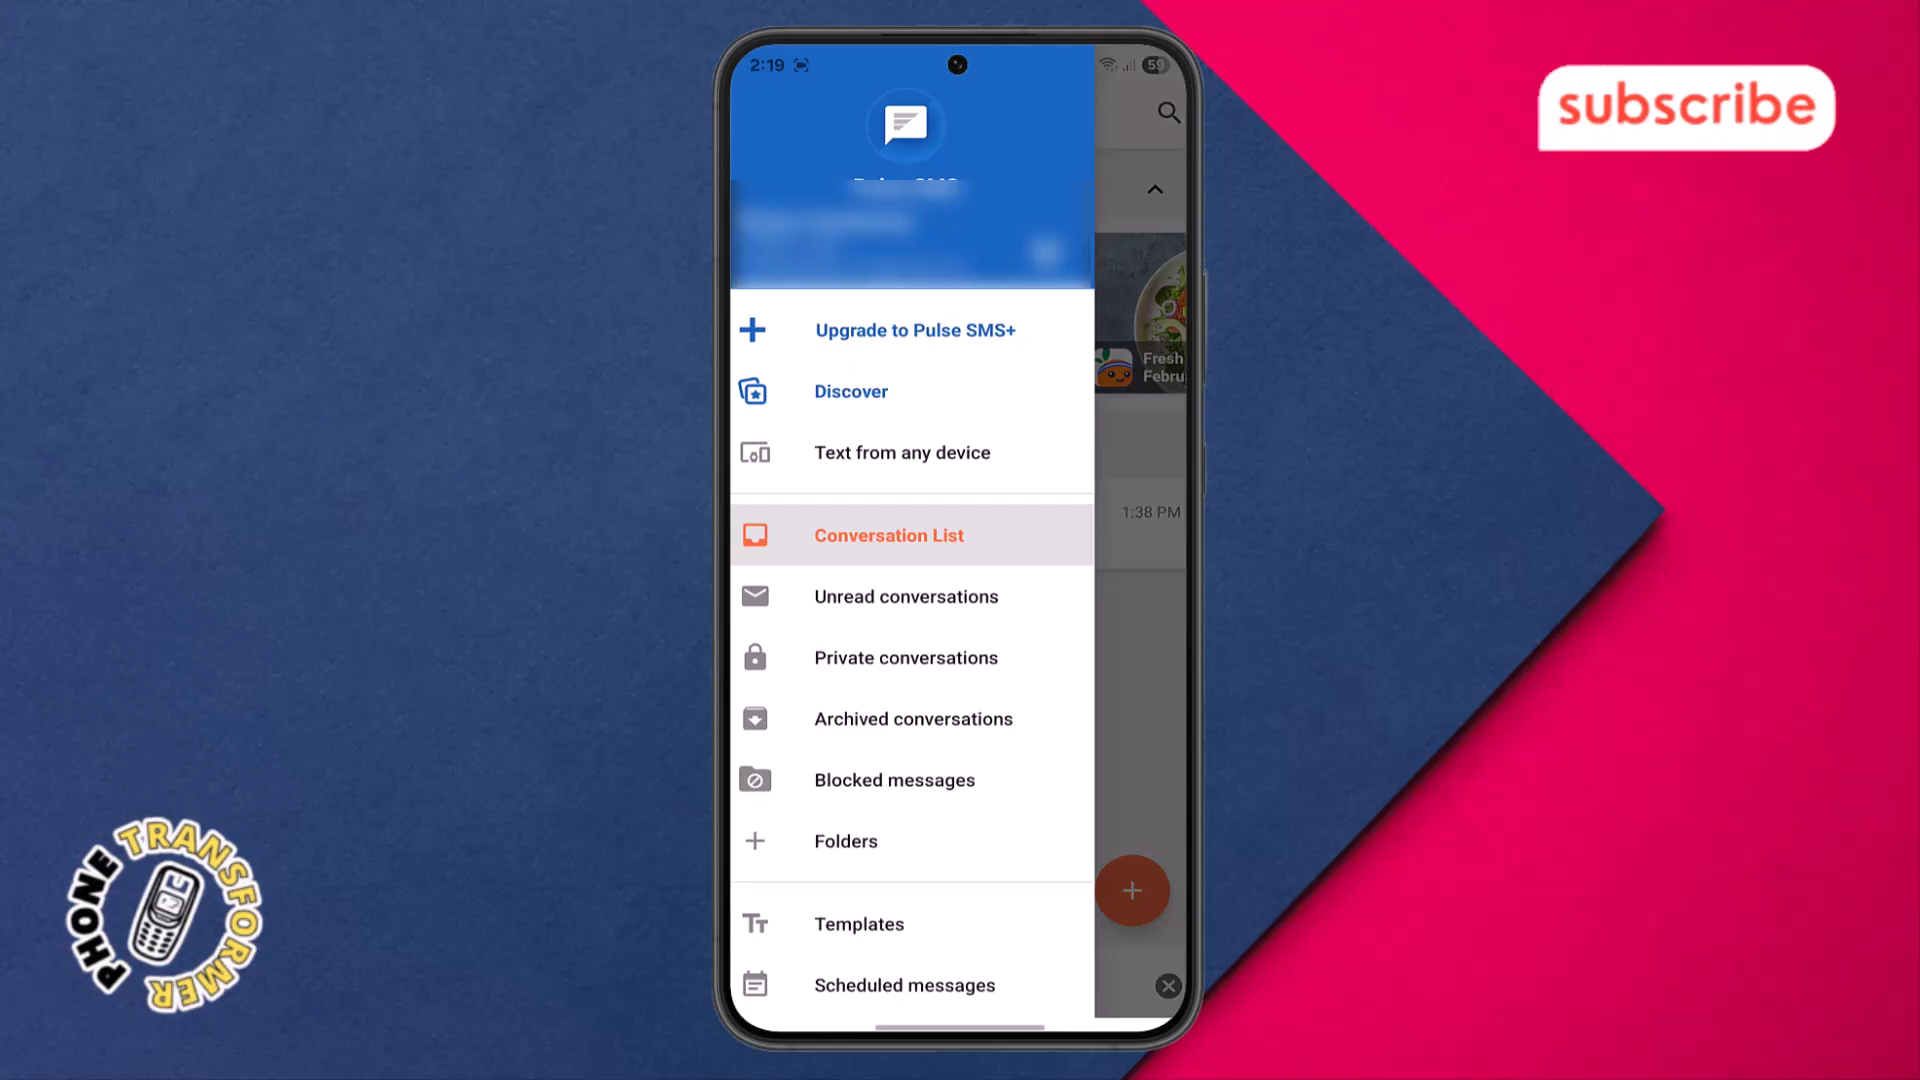 2:19
59
subscribe
Upgrade to Pulse SMS+
Discover
Fresh
Febru
Text from any device
Conversation List
1:38 PM
Unread conversations
Private conversations
Archived conversations
Blocked messages
Folders
Templates
Scheduled messages
PHONE TRANSFORMER